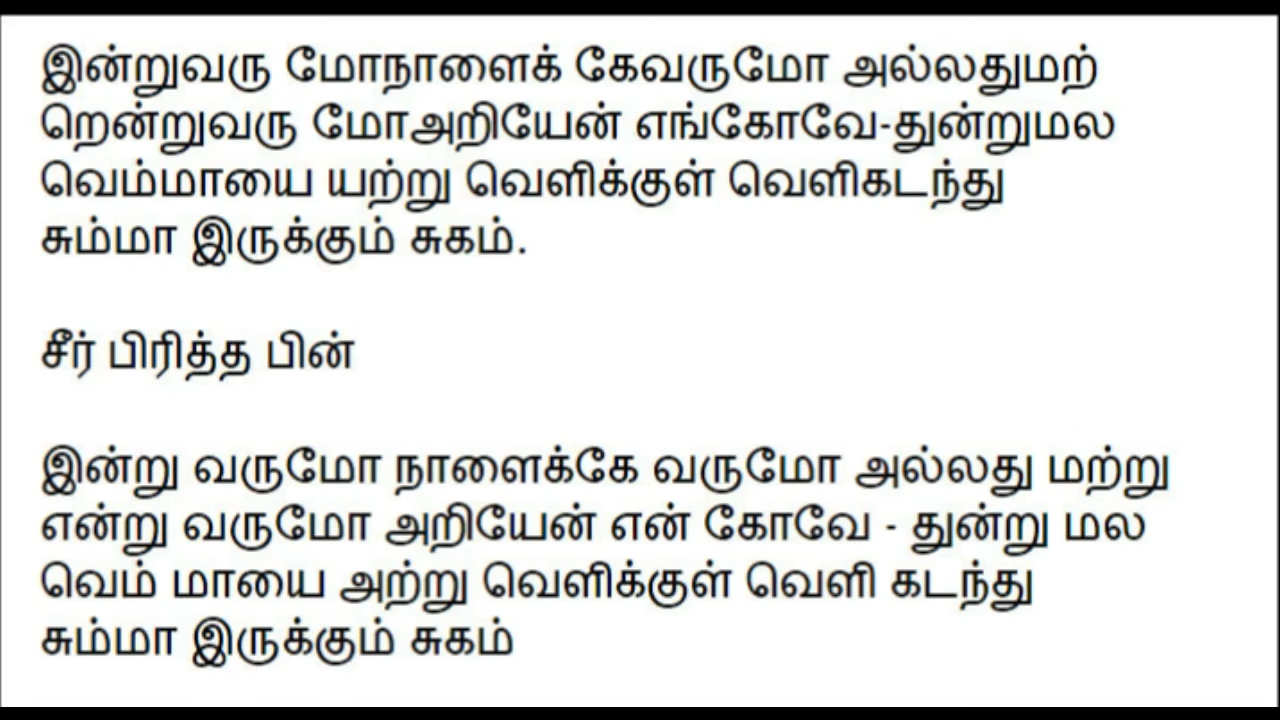 இன்றுவரு மோநாளைக் கேவருமோ அல்லதுமற்
றென்றுவரு மோஅறியேன் எங்கோவே-துன்றுமல
வெம்மாயை யற்று வெளிக்குள் வெளிகடந்து
சும்மா இருக்கும் சுகம்.
சீர் பிரித்த பின்
இன்று வருமோ நாளைக்கே வருமோ அல்லது மற்று
என்று வருமோ அறியேன் என் கோவே - துன்று மல
வெம் மாயை அற்று வெளிக்குள் வெளி கடந்து
சும்மா இருக்கும் சுகம்